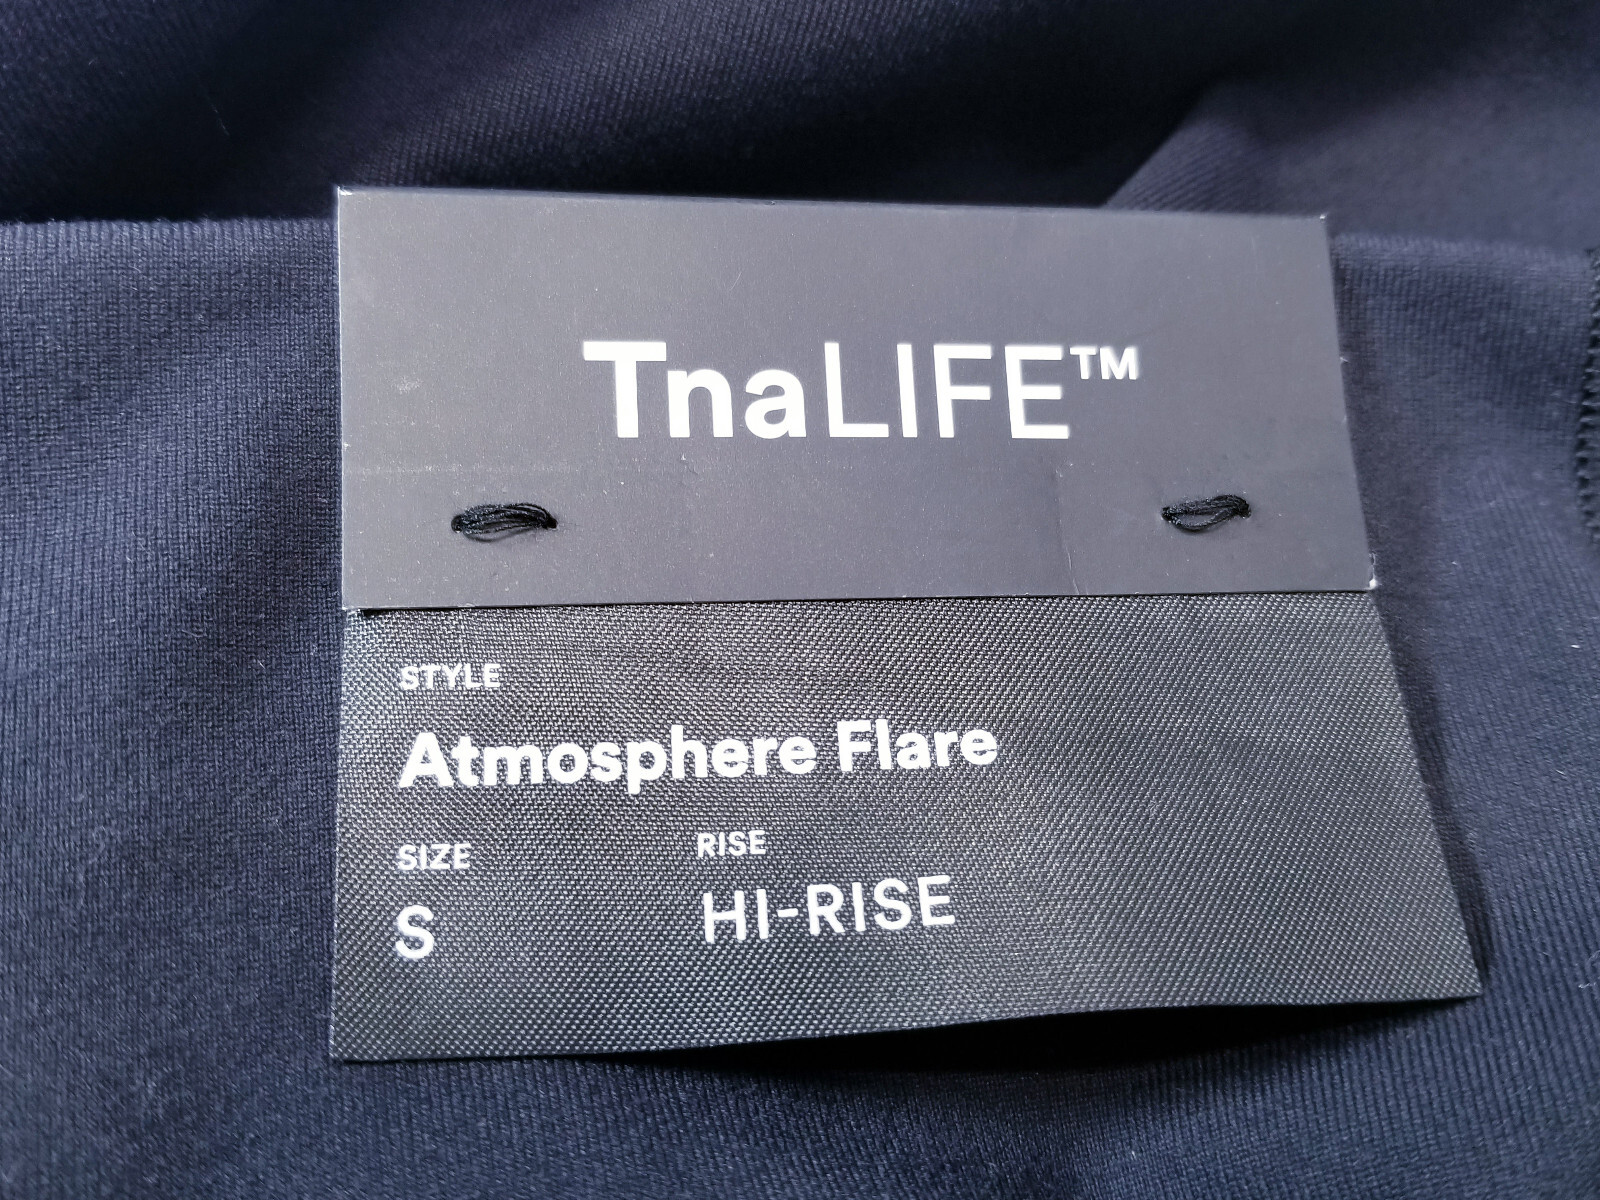 TnaLIFE™
STYLE
Atmosphere Flare
SIZE RISE
S HI-RISE